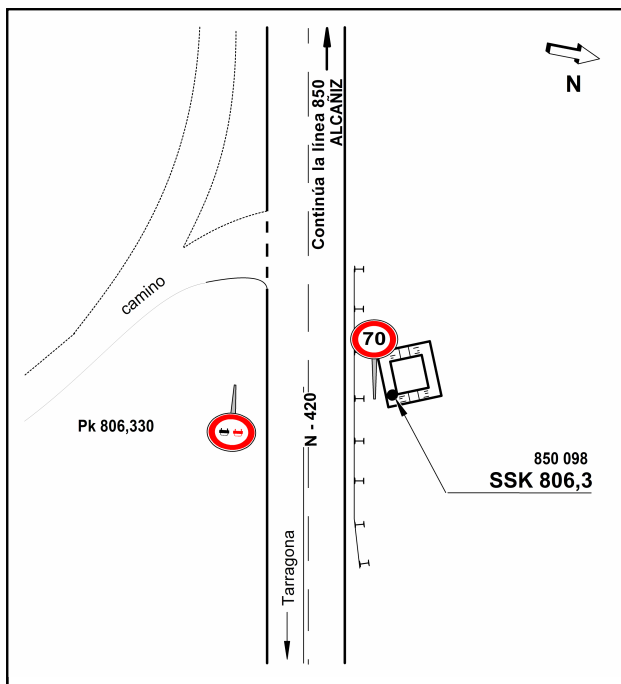 N
Continúa la línea 850
ALCAÑIZ
camino
70
Pk 806,330
N - 420
850 098
SSK 806,3
Tarragona